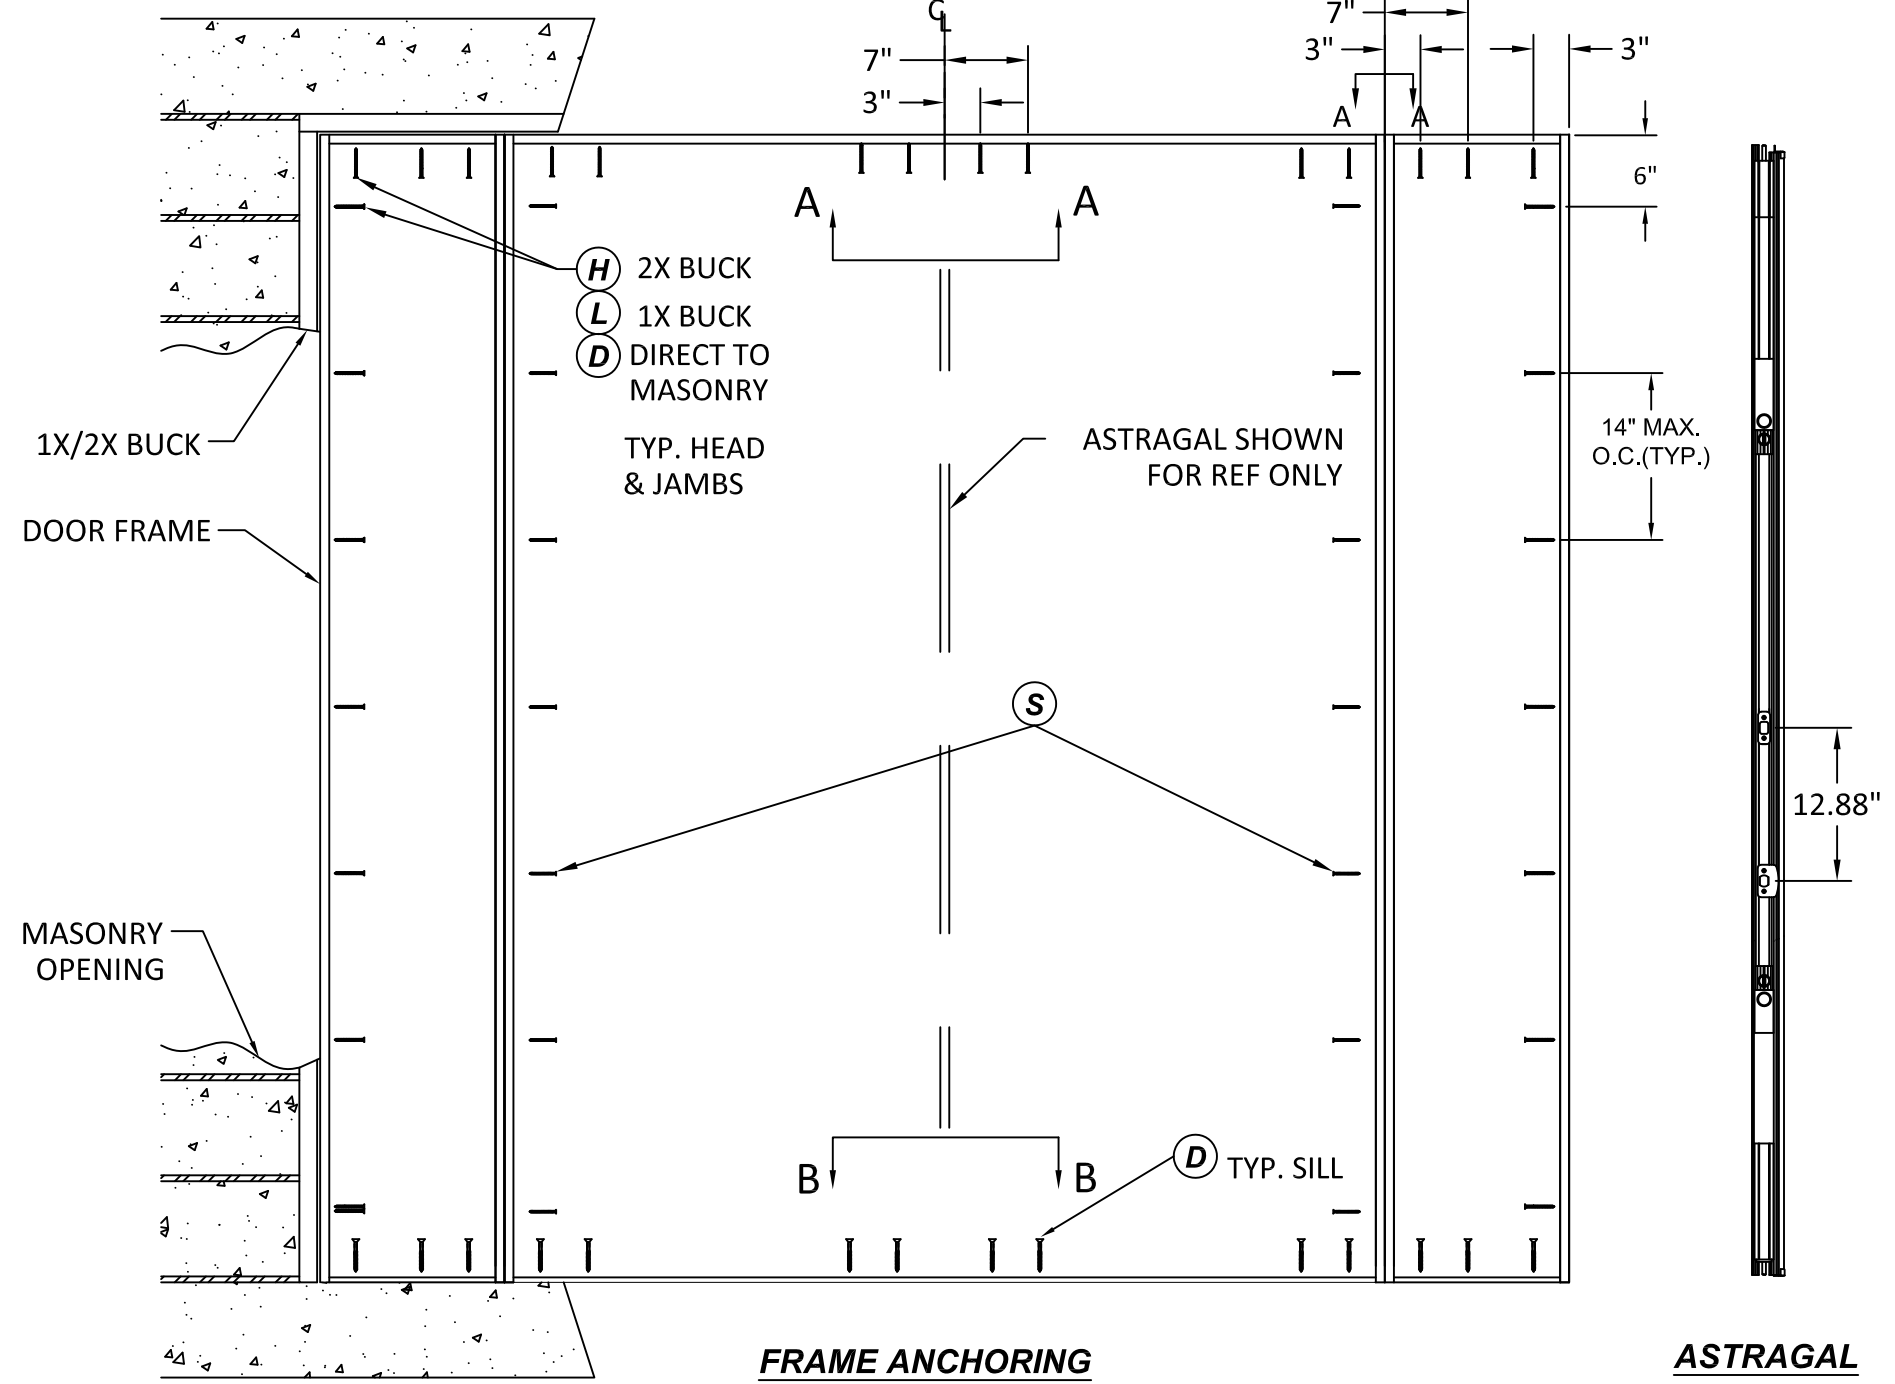 C
L
7"
3"
7"
3"
3"
A A
6"
A A
H 2X BUCK
L 1X BUCK
D DIRECT TO
MASONRY
TYP. HEAD
& JAMBS
1X/2X BUCK
ASTRAGAL SHOWN
FOR REF ONLY
14" MAX.
O.C.(TYP.)
DOOR FRAME
S
12.88"
MASONRY
OPENING
B B
D TYP. SILL
FRAME ANCHORING
ASTRAGAL